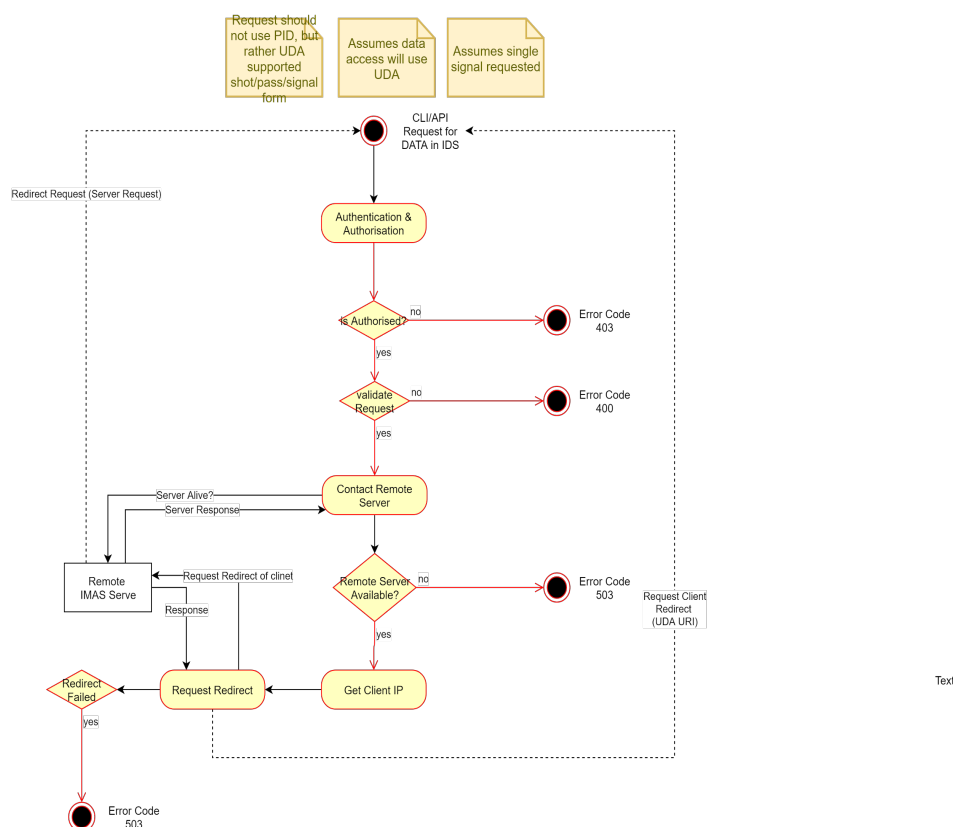 Request should
not use PID, but
rather UDA
supported
shot/pass/signal
form
Assumes data
access will use
UDA
Assumes single
signal requested
CLI/API
Request for
DATA in IDS
Redirect Request (Server Request)
Authentication &
Authorisation
is Authorised?
no
Error Code
403
yes
validate
Request
no
Error Code
400
yes
Contact Remote
Server
Server Alive?
Server Response
Remote
IMAS Serve
Request Redirect of clinet
Response
Remote Server
Available?
no
Error Code
503
Request Client
Redirect
(UDA URI)
yes
Redirect
Failed
Request Redirect
Get Client IP
Text
yes
Error Code
503